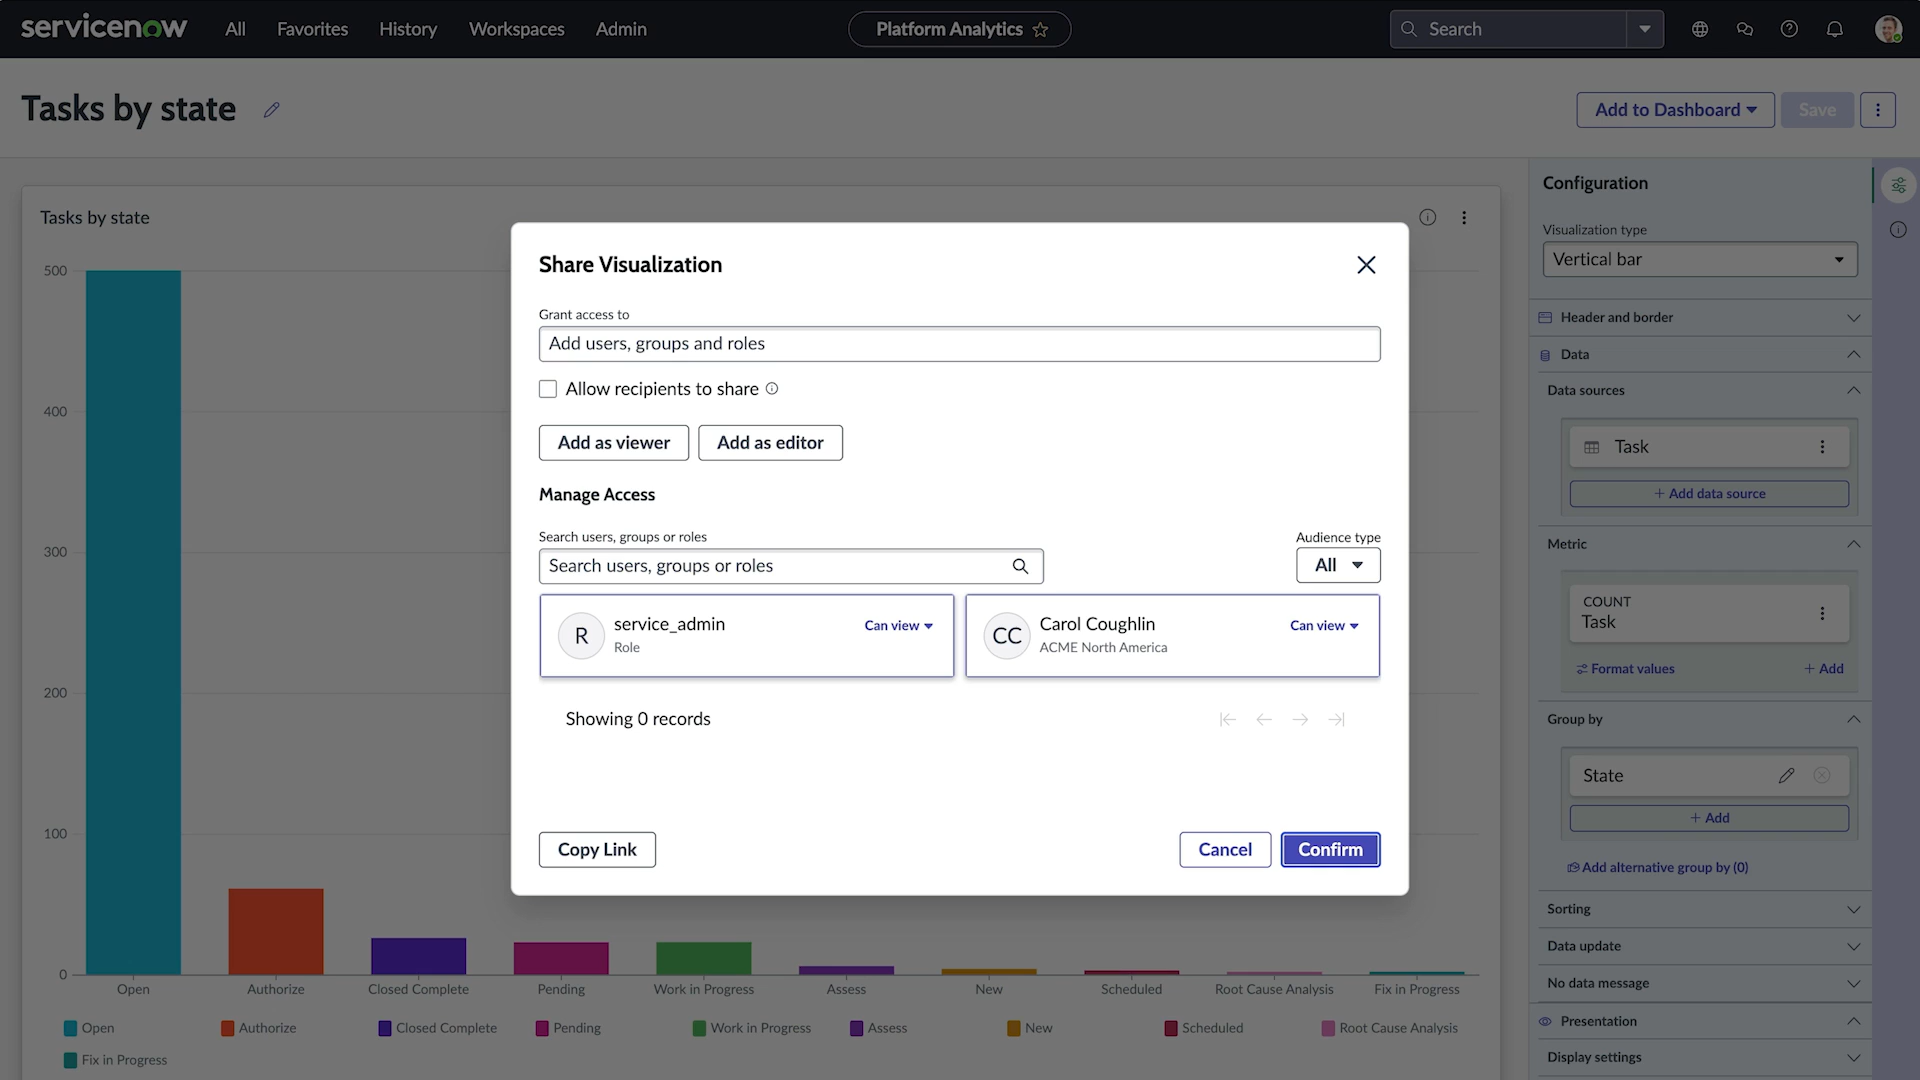 servicenow All Favorites History Workspaces Admin Platform Analytics Search
Tasks by state Add to Dashboard Save
Tasks by state
500
400
300
200
100
0
Open Authorize Closed Complete Pending Work in Progress Assess New Scheduled Root Cause Analysis Fix in Progress
Open Authorize Closed Complete Pending Work in Progress Assess New Scheduled Root Cause Analysis
Fix in Progress
Share Visualization
Grant access to
Add users, groups and roles
Allow recipients to share
Add as viewer Add as editor
Manage Access
Search users, groups or roles Audience type
Search users, groups or roles All
R service_admin Can view
Role
CC Carol Coughlin Can view
ACME North America
Showing 0 records
Copy Link Cancel Confirm
Configuration
Visualization type
Vertical bar
Header and border
Data
Data sources
Task
+ Add data source
Metric
COUNT
Task
Format values + Add
Group by
State
+ Add
Add alternative group by (0)
Sorting
Data update
No data message
Presentation
Display settings